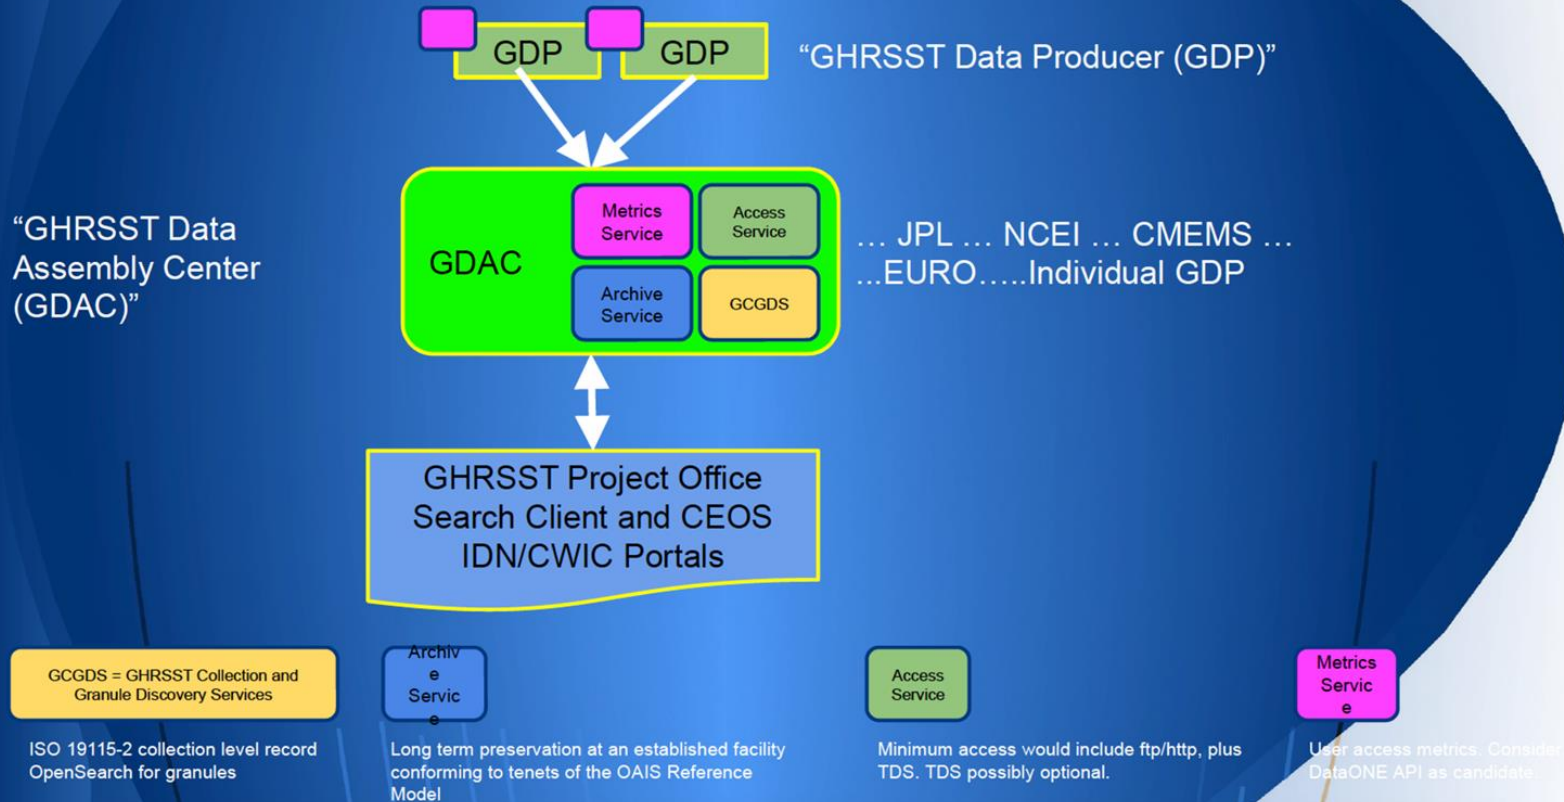 GDP
GDP
“GHRSST Data Producer (GDP)”
“GHRSST Data
Assembly Center
(GDAC)”
GDAC
Metrics
Service
Access
Service
Archive
Service
GCGDS
… JPL … NCEI … CMEMS …
...EURO…..Individual GDP
GHRSST Project Office
Search Client and CEOS
IDN/CWIC Portals
GCGDS = GHRSST Collection and
Granule Discovery Services
ISO 19115-2 collection level record
OpenSearch for granules
Archiv
e
Servic
e
Long term preservation at an established facility
conforming to tenets of the OAIS Reference
Model
Access
Service
Minimum access would include ftp/http, plus
TDS. TDS possibly optional.
Metrics
Servic
e
User access metrics. Consider
DataONE API as candidate.